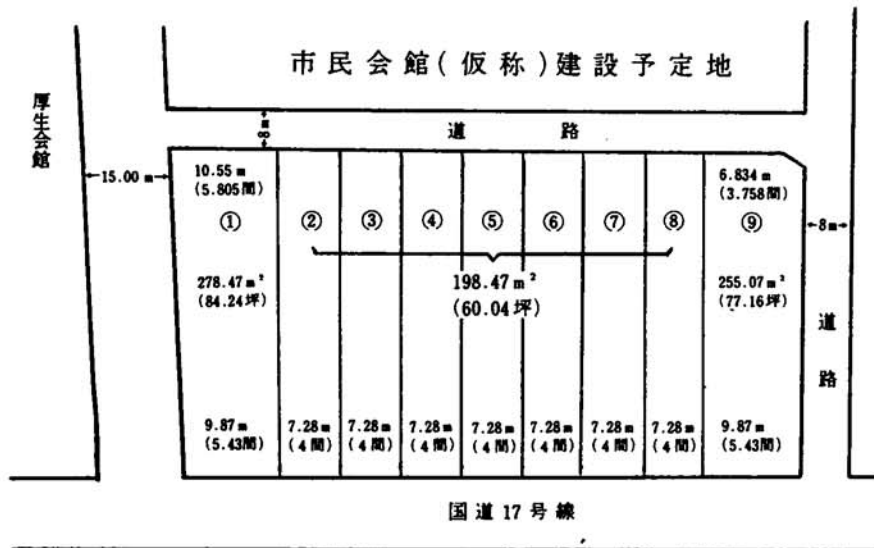 市民会館(仮称)建設予定地
厚生会館
8m
道路
15.00m
10.55m
(5.805間)
6.834m
(3.758間)
① ② ③ ④ ⑤ ⑥ ⑦ ⑧ ⑨
8m
278.47m²
(84.24坪)
198.47m²
(60.04坪)
255.07m²
(77.16坪)
道路
9.87m
(5.43間)
7.28m
(4間)
7.28m
(4間)
7.28m
(4間)
7.28m
(4間)
7.28m
(4間)
7.28m
(4間)
7.28m
(4間)
9.87m
(5.43間)
国道17号線